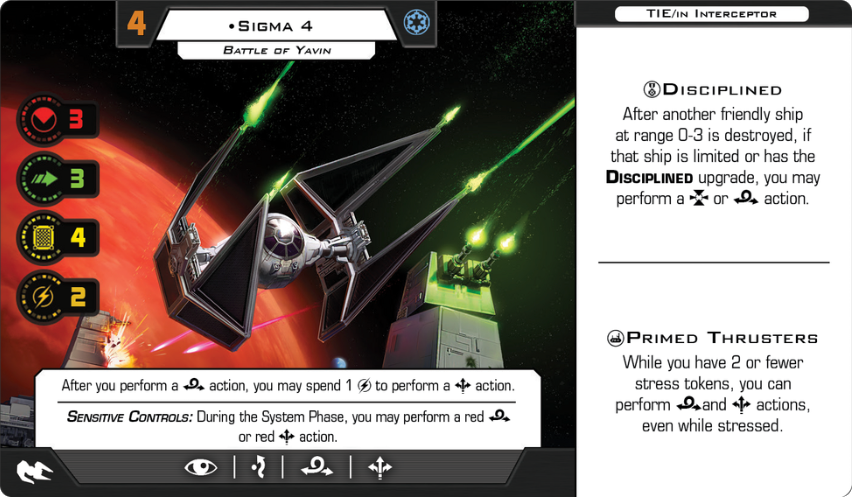 4
•Sigma 4
Battle of Yavin
TIE/in Interceptor
3
3
4
2
After you perform a action, you may spend 1 to perform a action.
Sensitive Controls: During the System Phase, you may perform a red
or red action.
Disciplined
After another friendly ship
at range 0-3 is destroyed, if
that ship is limited or has the
Disciplined upgrade, you may
perform a or action.
Primed Thrusters
While you have 2 or fewer
stress tokens, you can
perform and actions,
even while stressed.